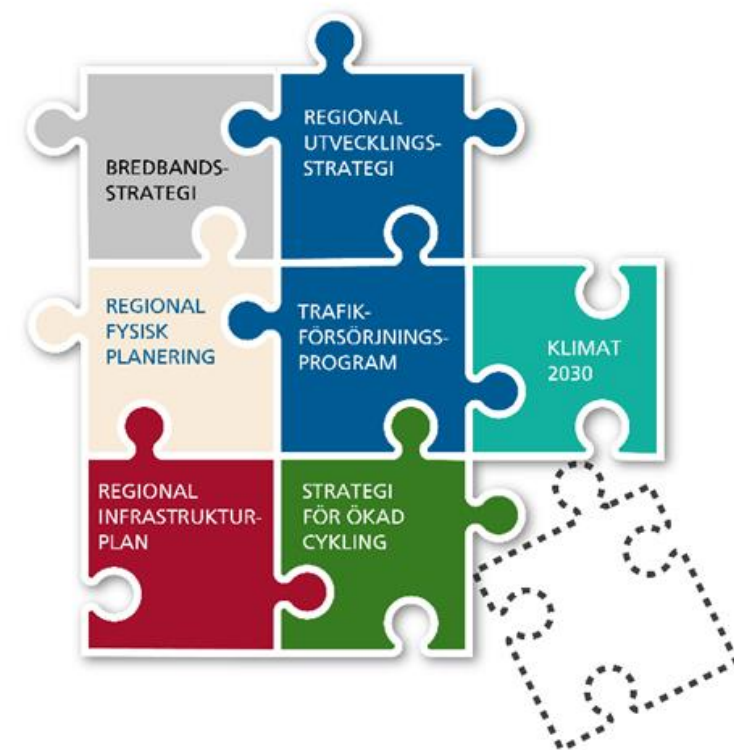 BREDBANDS-
STRATEGI
REGIONAL
UTVECKLINGS-
STRATEGI
REGIONAL
FYSISK
PLANERING
TRAFIK-
FÖRSÖRJNINGS-
PROGRAM
KLIMAT
2030
REGIONAL
INFRASTRUKTUR-
PLAN
STRATEGI
FÖR ÖKAD
CYKLING